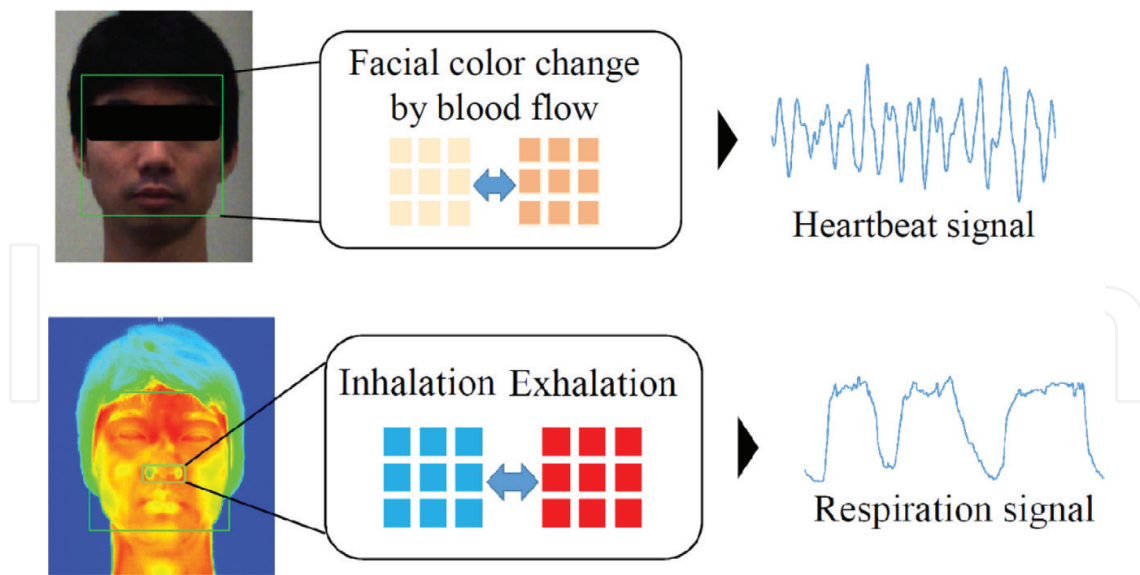 Facial color change
by blood flow
Heartbeat signal
Inhalation Exhalation
Respiration signal